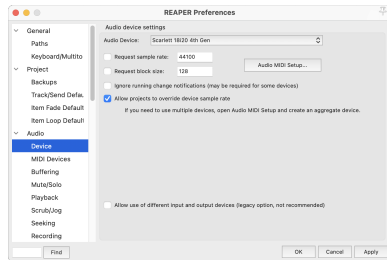 REAPER Preferences
General
Paths
Keyboard/Multito
Project
Backups
Track/Send Defau
Item Fade Default
Item Loop Default
Audio
Device
MIDI Devices
Buffering
Mute/Solo
Playback
Scrub/Jog
Seeking
Recording
Find
Audio device settings
Audio Device: Scarlett 18i20 4th Gen
Request sample rate: 44100
Request block size: 128
Audio MIDI Setup...
Ignore running change notifications (may be required for some devices)
Allow projects to override device sample rate
If you need to use multiple devices, open Audio MIDI Setup and create an aggregate device.
Allow use of different input and output devices (legacy option, not recommended)
OK Cancel Apply